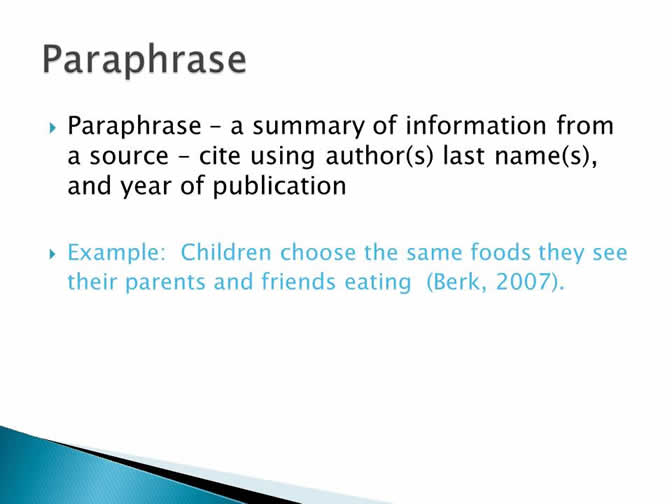 Paraphrase
Paraphrase – a summary of information from
a source – cite using author(s) last name(s),
and year of publication
Example:  Children choose the same foods they see
their parents and friends eating  (Berk, 2007).